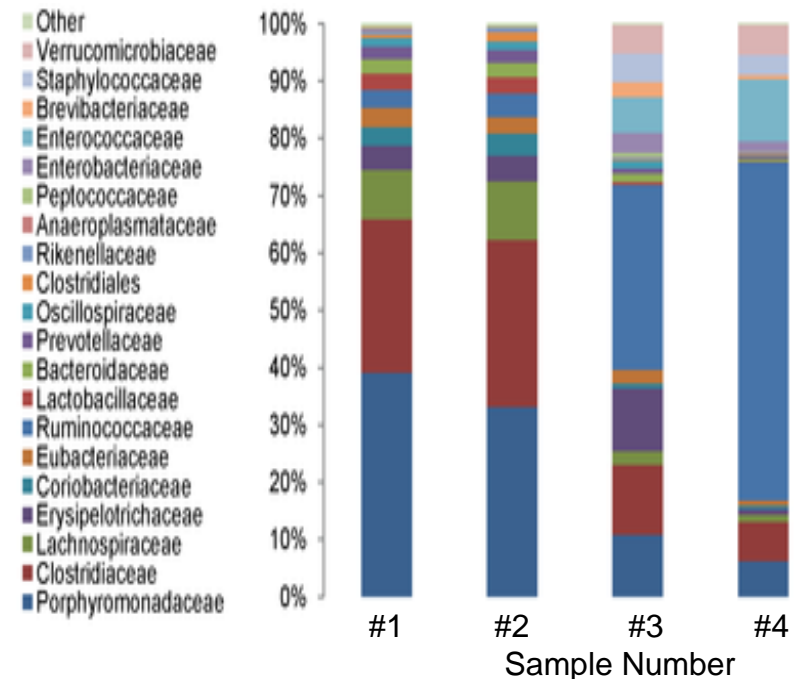 Other
Verrucomicrobiaceae
Staphylococcaceae
Brevibacteriaceae
Enterococcaceae
Enterobacteriaceae
Peptococcaceae
Anaeroplasmataceae
Rikenellaceae
Clostridiales
Oscillospiraceae
Prevotellaceae
Bacteroidaceae
Lactobacillaceae
Ruminococcaceae
Eubacteriaceae
Coriobacteriaceae
Erysipelotrichaceae
Lachnospiraceae
Clostridiaceae
Porphyromonadaceae
100%
90%
80%
70%
60%
50%
40%
30%
20%
10%
0%
#1 #2 #3 #4
Sample Number